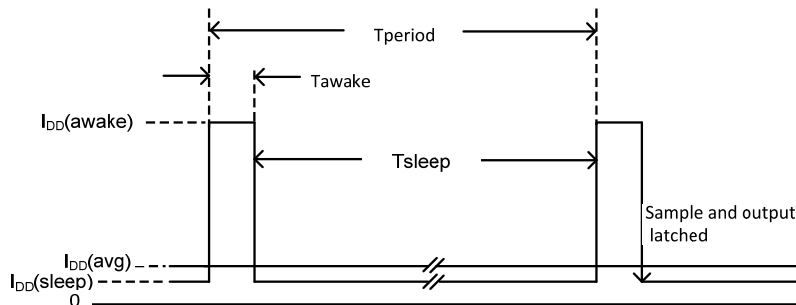 Tperiod
Tawake
IDD(awake)
Tsleep
Sample and output
latched
IDD(avg)
IDD(sleep)
0